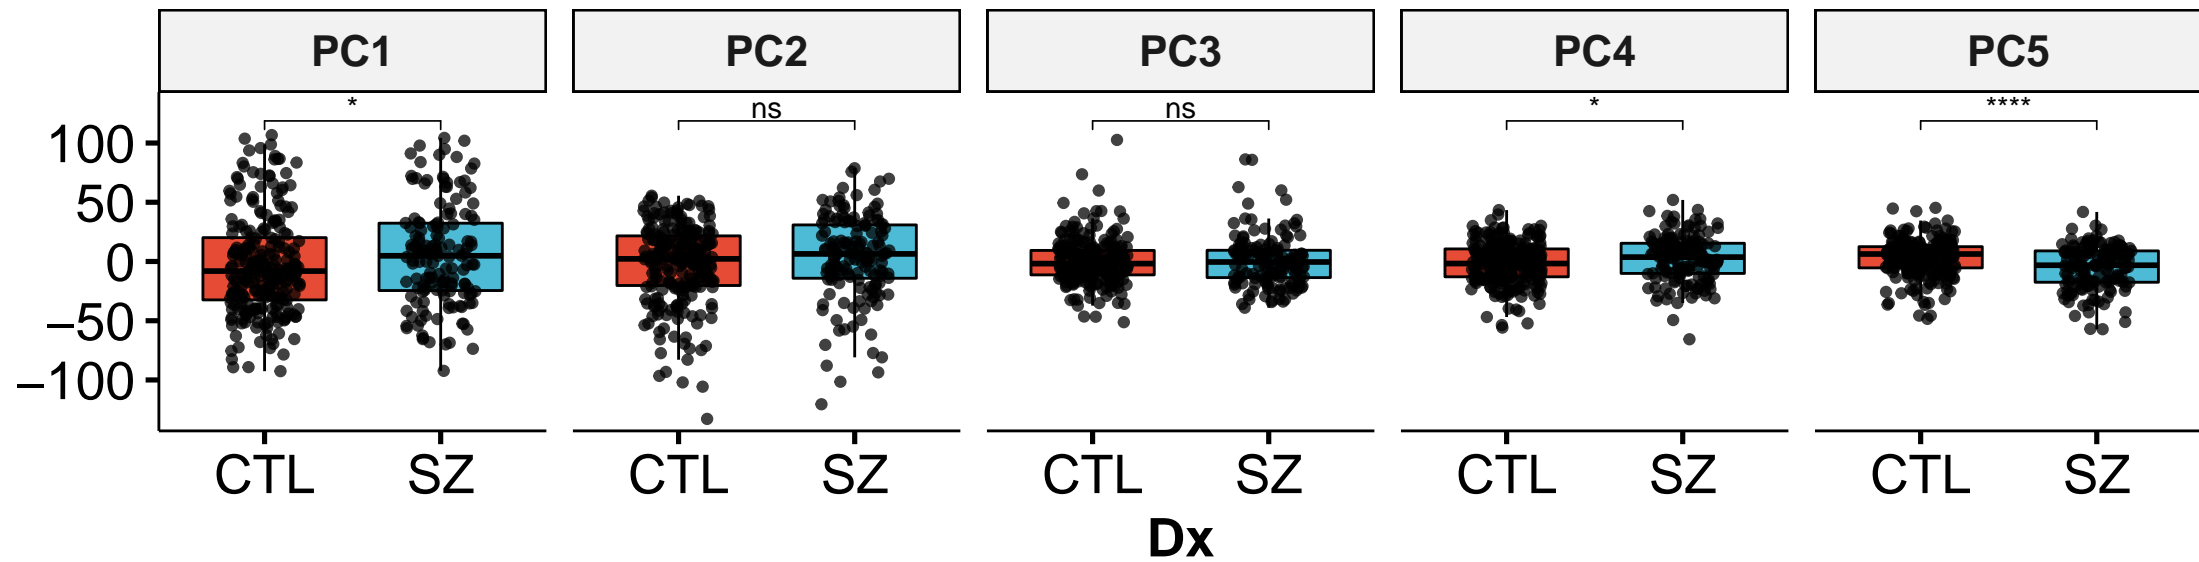 PC1 PC2 PC3 PC4 PC5
* ns ns * ****
100
50
0
−50
−100
CTL SZ CTL SZ CTL SZ CTL SZ CTL SZ
Dx